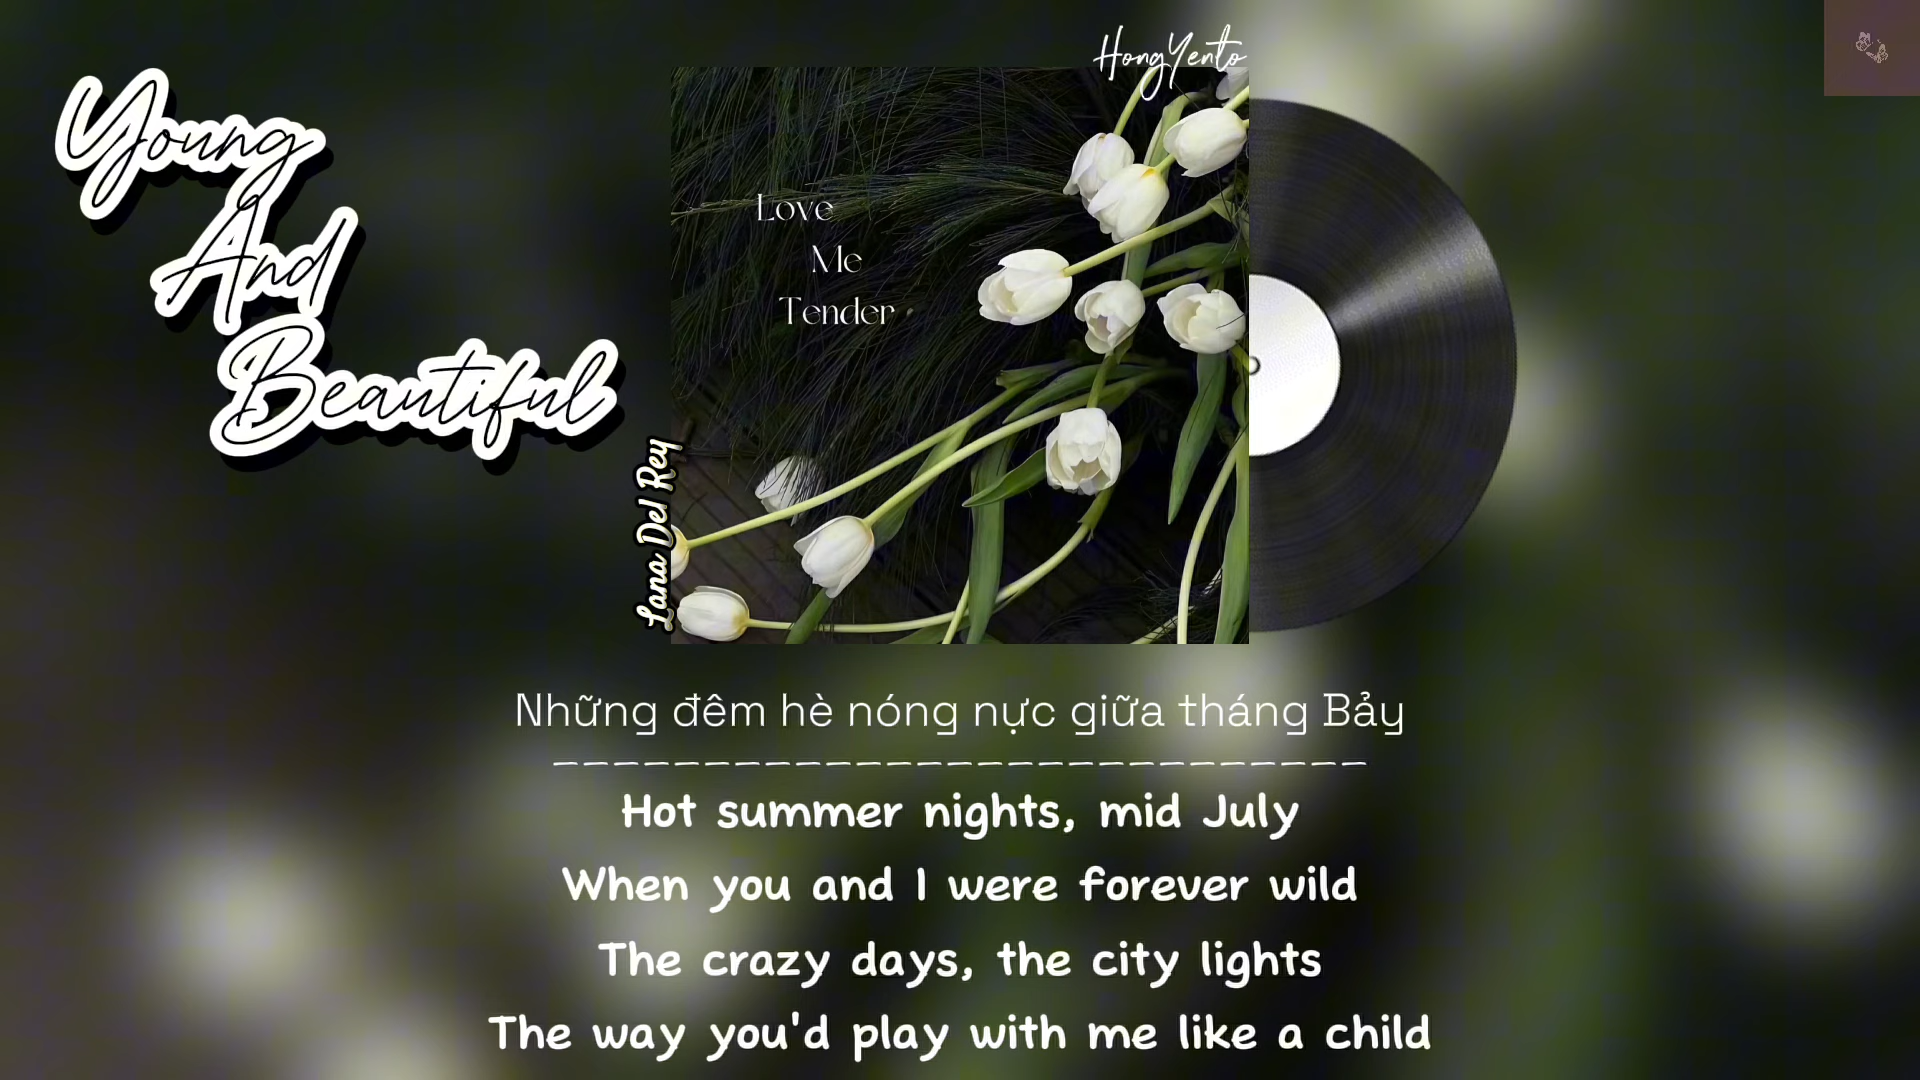 HongYento
Young
And
Beautiful
Love
Me
Tender
Lana Del Rey
Những đêm hè nóng nực giữa tháng Bảy
Hot summer nights, mid July
When you and I were forever wild
The crazy days, the city lights
The way you'd play with me like a child